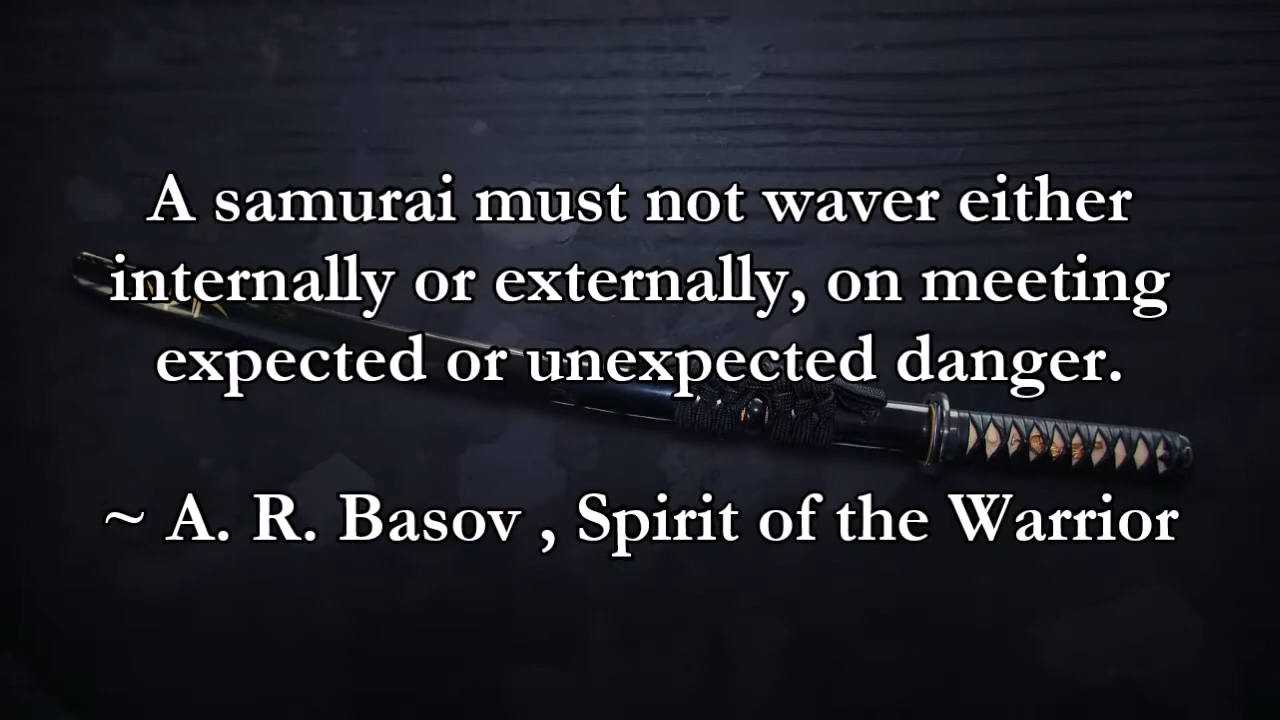 A samurai must not waver either
internally or externally, on meeting
expected or unexpected danger.
~ A. R. Basov , Spirit of the Warrior